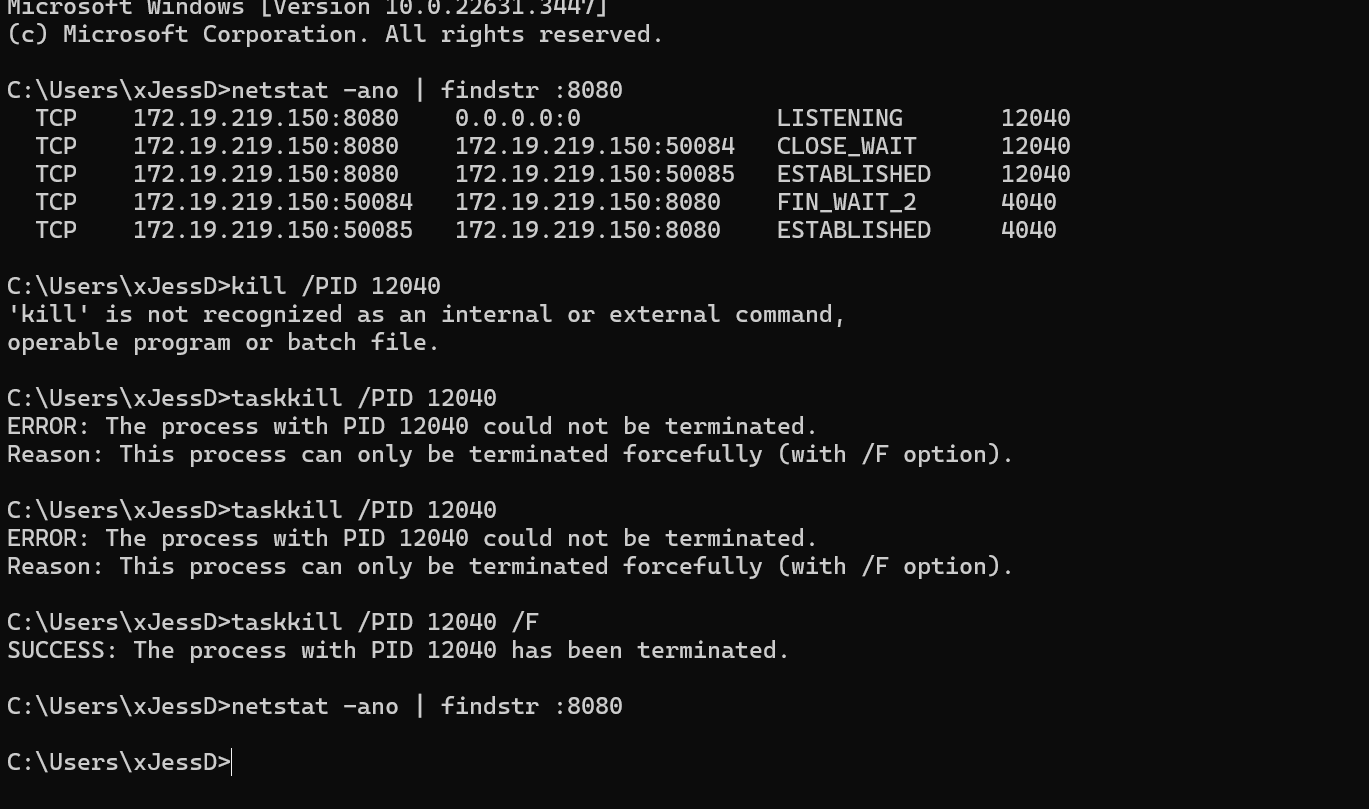 Microsoft Windows [Version 10.0.22631.3447]
(c) Microsoft Corporation. All rights reserved.
C:\Users\xJessD>netstat -ano | findstr :8080
TCP    172.19.219.150:8080    0.0.0.0:0              LISTENING       12040
TCP    172.19.219.150:8080    172.19.219.150:50084   CLOSE_WAIT      12040
TCP    172.19.219.150:8080    172.19.219.150:50085   ESTABLISHED     12040
TCP    172.19.219.150:50084   172.19.219.150:8080    FIN_WAIT_2      4040
TCP    172.19.219.150:50085   172.19.219.150:8080    ESTABLISHED     4040
C:\Users\xJessD>kill /PID 12040
'kill' is not recognized as an internal or external command,
operable program or batch file.
C:\Users\xJessD>taskkill /PID 12040
ERROR: The process with PID 12040 could not be terminated.
Reason: This process can only be terminated forcefully (with /F option).
C:\Users\xJessD>taskkill /PID 12040
ERROR: The process with PID 12040 could not be terminated.
Reason: This process can only be terminated forcefully (with /F option).
C:\Users\xJessD>taskkill /PID 12040 /F
SUCCESS: The process with PID 12040 has been terminated.
C:\Users\xJessD>netstat -ano | findstr :8080
C:\Users\xJessD>